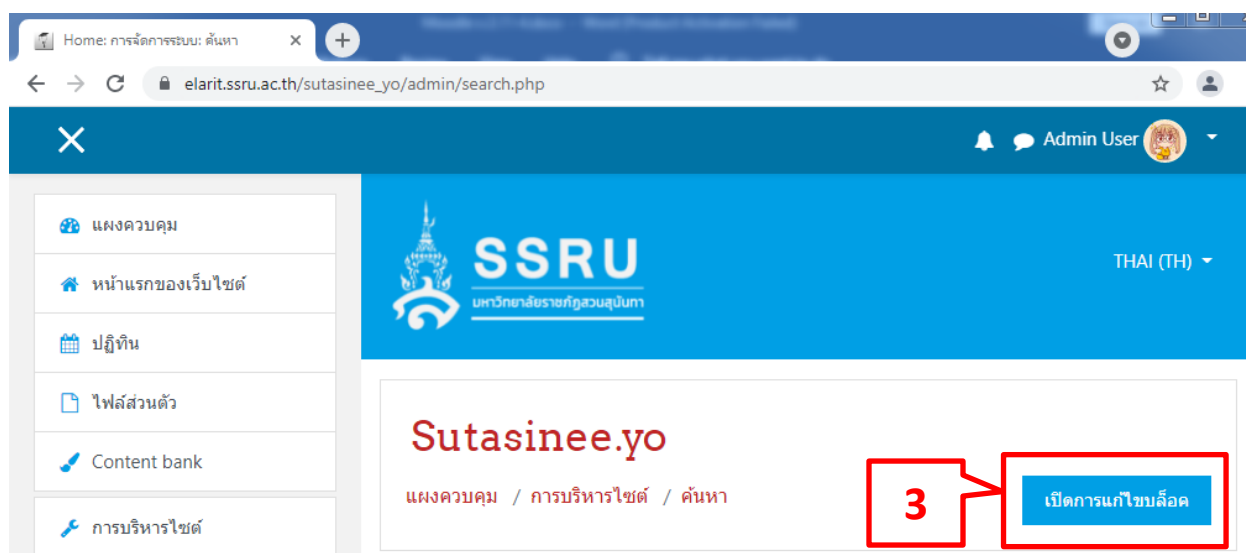 Home: การจัดการระบบ: ค้นหา
elarit.ssru.ac.th/sutasinee_yo/admin/search.php
Admin User
แผงควบคุม
หน้าแรกของเว็บไซต์
ปฏิทิน
ไฟล์ส่วนตัว
Content bank
การบริหารไซต์
SSRU
มหาวิทยาลัยราชภัฏสวนสุนันทา
THAI (TH)
Sutasinee.yo
แผงควบคุม / การบริหารไซต์ / ค้นหา
3
เปิดการแก้ไขบล็อค